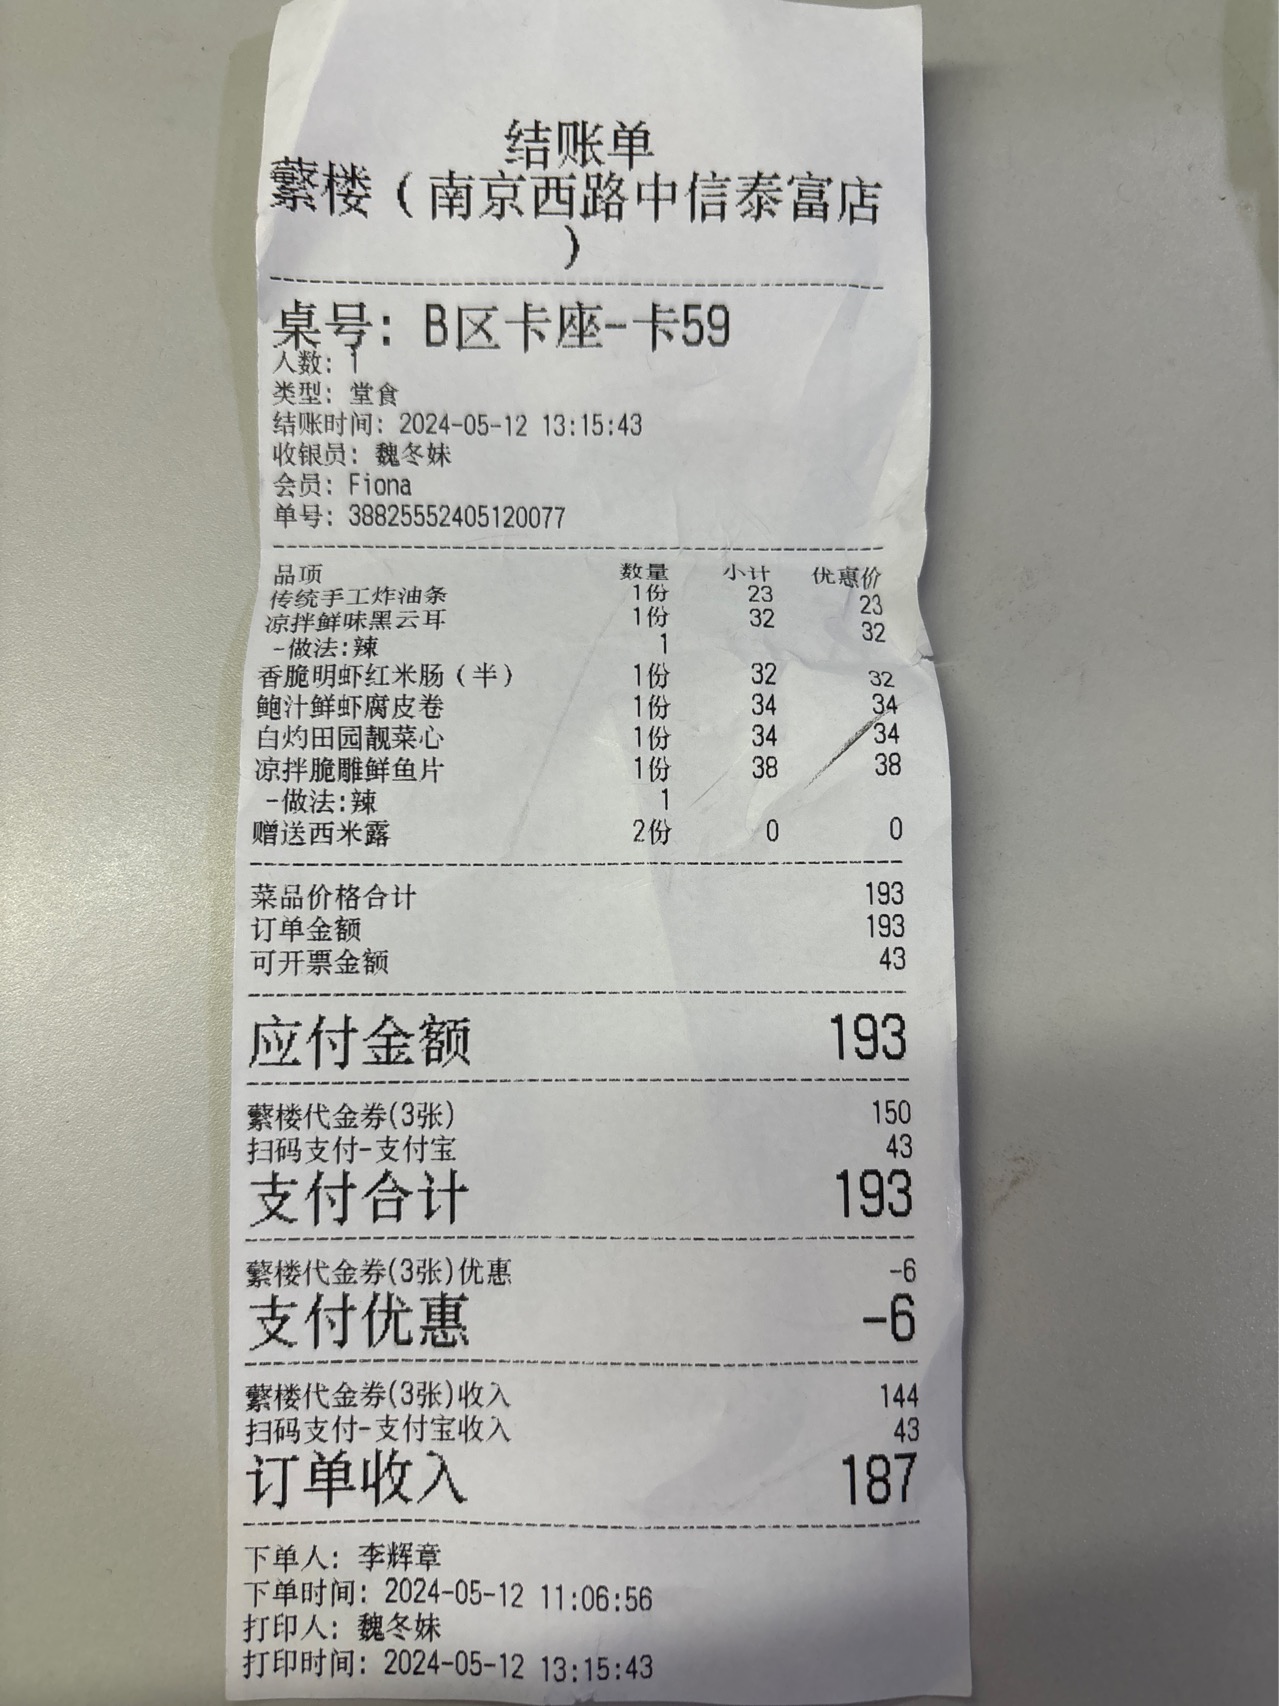 结账单
蘩楼（南京西路中信泰富店
）
桌号: B区卡座-卡59
人数: 1
类型: 堂食
结账时间: 2024-05-12 13:15:43
收银员: 魏冬妹
会员: Fiona
单号: 38825552405120077
品项 数量 小计 优惠价
传统手工炸油条 1份 23 23
凉拌鲜味黑云耳 1份 32 32
-做法:辣 1
香脆明虾红米肠（半） 1份 32 32
鲍汁鲜虾腐皮卷 1份 34 34
白灼田园靓菜心 1份 34 34
凉拌脆雕鲜鱼片 1份 38 38
-做法:辣 1
赠送西米露 2份 0 0
菜品价格合计 193
订单金额 193
可开票金额 43
应付金额 193
蘩楼代金券(3张) 150
扫码支付-支付宝 43
支付合计 193
蘩楼代金券(3张)优惠 -6
支付优惠 -6
蘩楼代金券(3张)收入 144
扫码支付-支付宝收入 43
订单收入 187
下单人: 李辉章
下单时间: 2024-05-12 11:06:56
打印人: 魏冬妹
打印时间: 2024-05-12 13:15:43